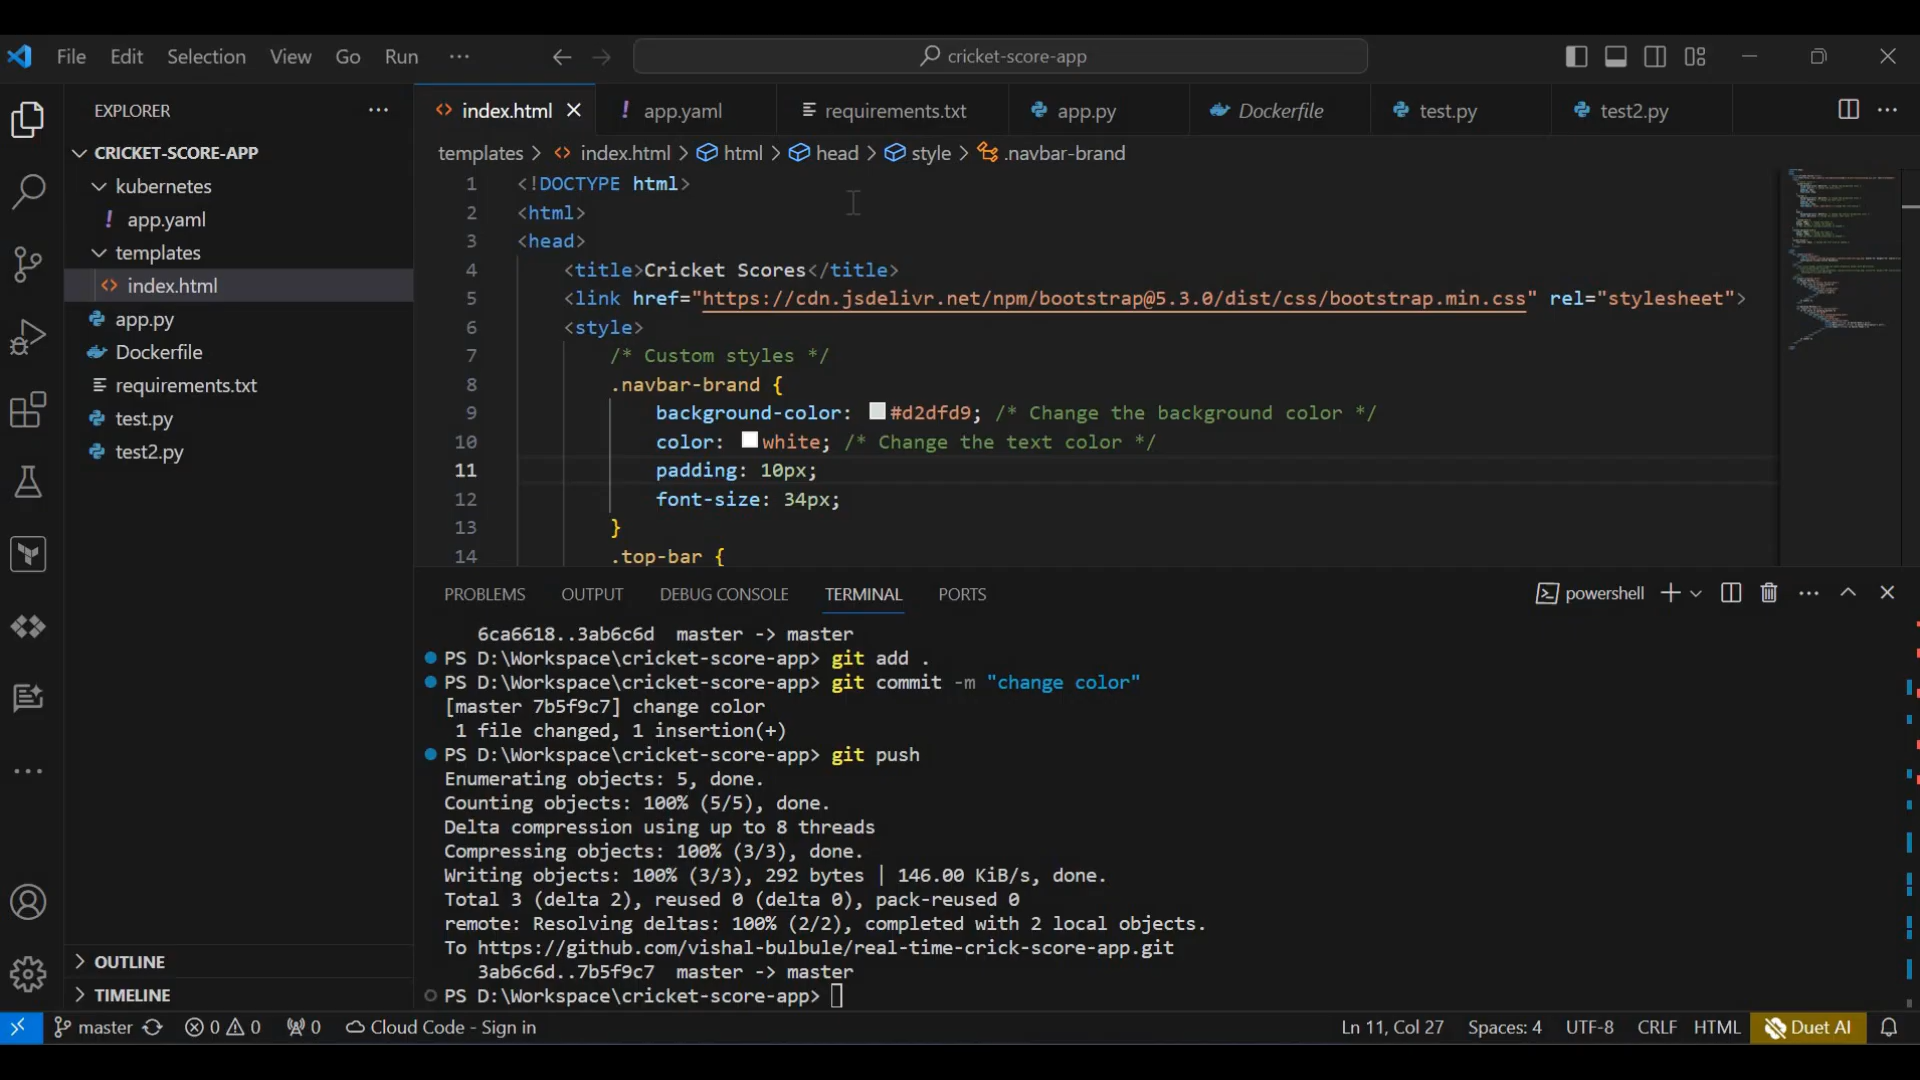 File Edit Selection View Go Run ··· cricket-score-app
EXPLORER ···
CRICKET-SCORE-APP
kubernetes
! app.yaml
templates
<> index.html
app.py
Dockerfile
requirements.txt
test.py
test2.py
OUTLINE
TIMELINE
<> index.html ! app.yaml requirements.txt app.py Dockerfile test.py test2.py ···
templates > <> index.html > html > head > style > .navbar-brand
1 <!DOCTYPE html>
2 <html>
3 <head>
4 <title>Cricket Scores</title>
5 <link href="https://cdn.jsdelivr.net/npm/bootstrap@5.3.0/dist/css/bootstrap.min.css" rel="stylesheet">
6 <style>
7 /* Custom styles */
8 .navbar-brand {
9 background-color: #d2dfd9; /* Change the background color */
10 color: white; /* Change the text color */
11 padding: 10px;
12 font-size: 34px;
13 }
14 .top-bar {
PROBLEMS OUTPUT DEBUG CONSOLE TERMINAL PORTS powershell ···
6ca6618..3ab6c6d master -> master
PS D:\Workspace\cricket-score-app> git add .
PS D:\Workspace\cricket-score-app> git commit -m "change color"
[master 7b5f9c7] change color
1 file changed, 1 insertion(+)
PS D:\Workspace\cricket-score-app> git push
Enumerating objects: 5, done.
Counting objects: 100% (5/5), done.
Delta compression using up to 8 threads
Compressing objects: 100% (3/3), done.
Writing objects: 100% (3/3), 292 bytes | 146.00 KiB/s, done.
Total 3 (delta 2), reused 0 (delta 0), pack-reused 0
remote: Resolving deltas: 100% (2/2), completed with 2 local objects.
To https://github.com/vishal-bulbule/real-time-crick-score-app.git
3ab6c6d..7b5f9c7 master -> master
PS D:\Workspace\cricket-score-app>
master 0 0 0 Cloud Code - Sign in Ln 11, Col 27 Spaces: 4 UTF-8 CRLF HTML Duet AI